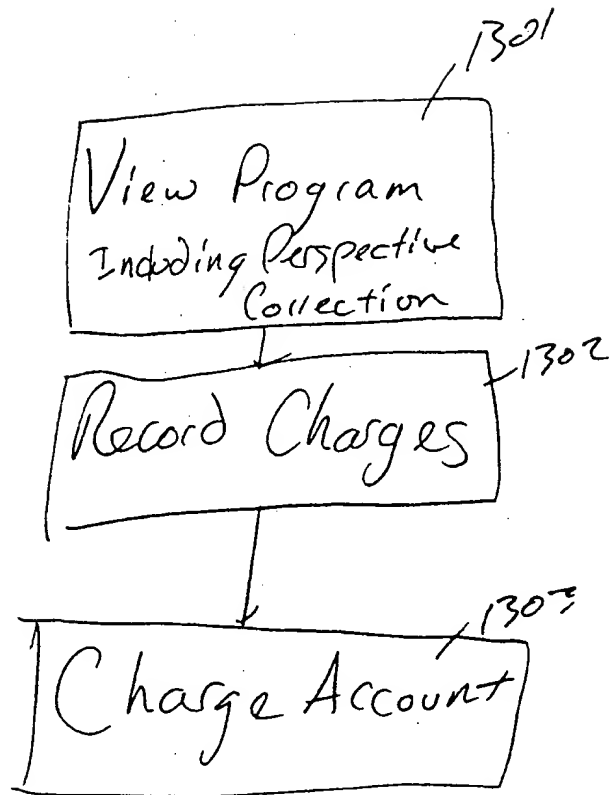 1301
View Program
Including Perspective
Collection
1302
Record Charges
1303
Charge Account